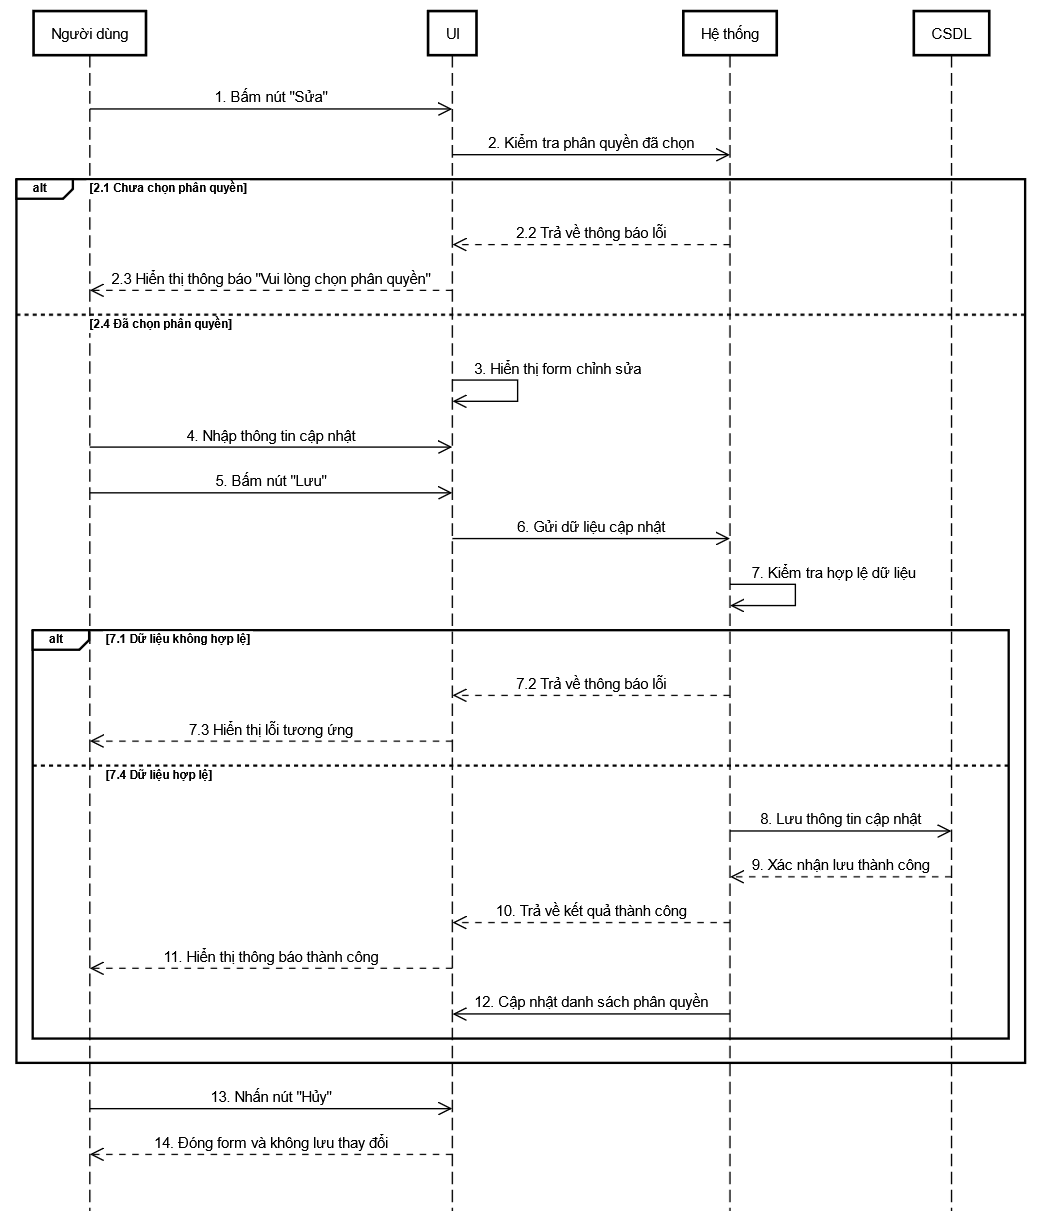 Người dùng
UI
Hệ thống
CSDL
1. Bấm nút "Sửa"
2. Kiểm tra phân quyền đã chọn
alt
[2.1 Chưa chọn phân quyền]
2.2 Trả về thông báo lỗi
2.3 Hiển thị thông báo "Vui lòng chọn phân quyền"
[2.4 Đã chọn phân quyền]
3. Hiển thị form chỉnh sửa
4. Nhập thông tin cập nhật
5. Bấm nút "Lưu"
6. Gửi dữ liệu cập nhật
7. Kiểm tra hợp lệ dữ liệu
alt
[7.1 Dữ liệu không hợp lệ]
7.2 Trả về thông báo lỗi
7.3 Hiển thị lỗi tương ứng
[7.4 Dữ liệu hợp lệ]
8. Lưu thông tin cập nhật
9. Xác nhận lưu thành công
10. Trả về kết quả thành công
11. Hiển thị thông báo thành công
12. Cập nhật danh sách phân quyền
13. Nhấn nút "Hủy"
14. Đóng form và không lưu thay đổi